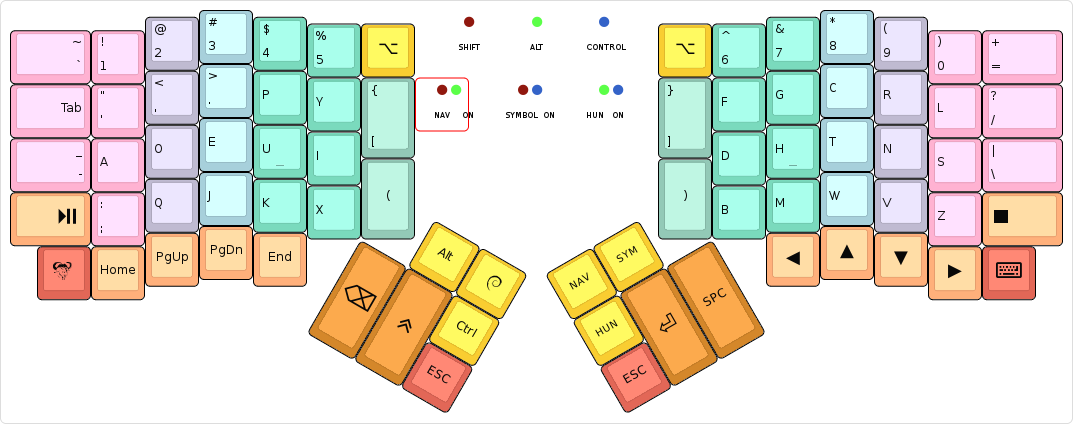 ~
`
!
1
@
2
#
3
$
4
%
5
⌥
SHIFT
ALT
CONTROL
⌥
^
6
&
7
*
8
(
9
)
0
+
=
Tab
"
'
<
,
>
.
P
Y
{
[
NAV ON
SYMBOL ON
HUN ON
}
]
F
G
C
R
L
?
/
_
-
A
O
E
U _
I
D
H _
T
N
S
|
\
:
;
Q
J
K
X
(
)
B
M
W
V
Z
Home
PgUp
PgDn
End
◀
▲
▼
▶
Alt
Ctrl
ESC
NAV
SYM
HUN
SPC
ESC